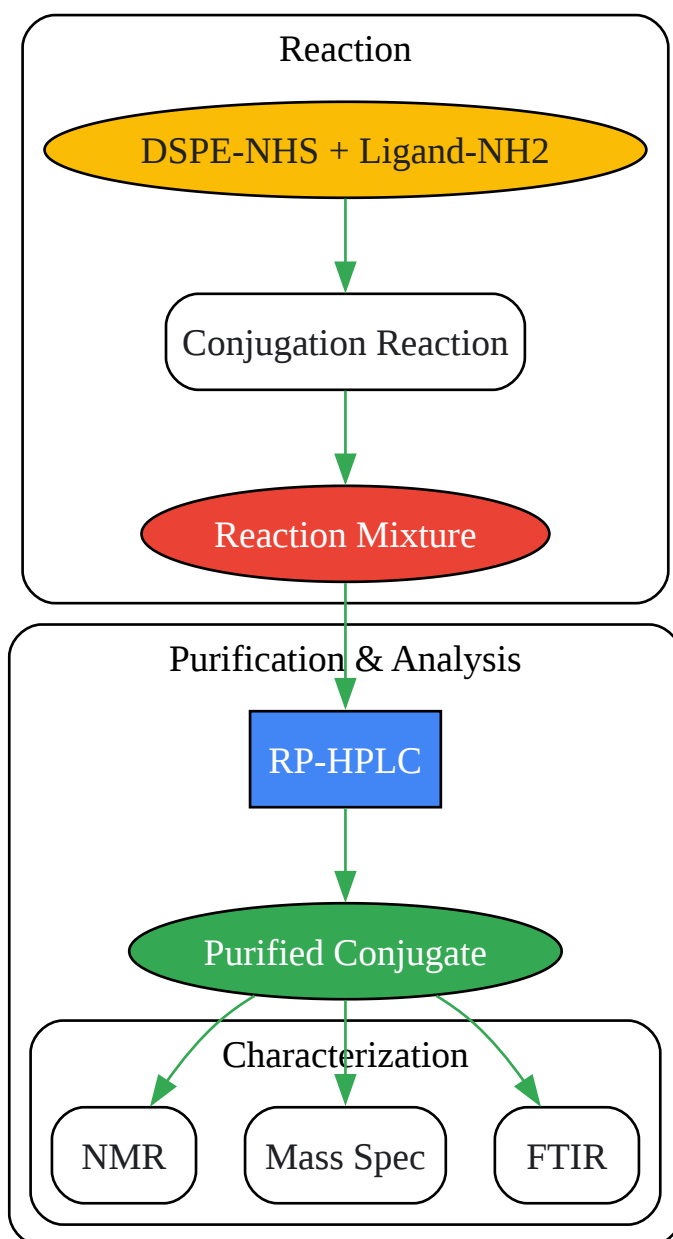 Reaction
DSPE-NHS + Ligand-NH2
Conjugation Reaction
Reaction Mixture
Purification & Analysis
RP-HPLC
Purified Conjugate
Characterization
NMR
Mass Spec
FTIR